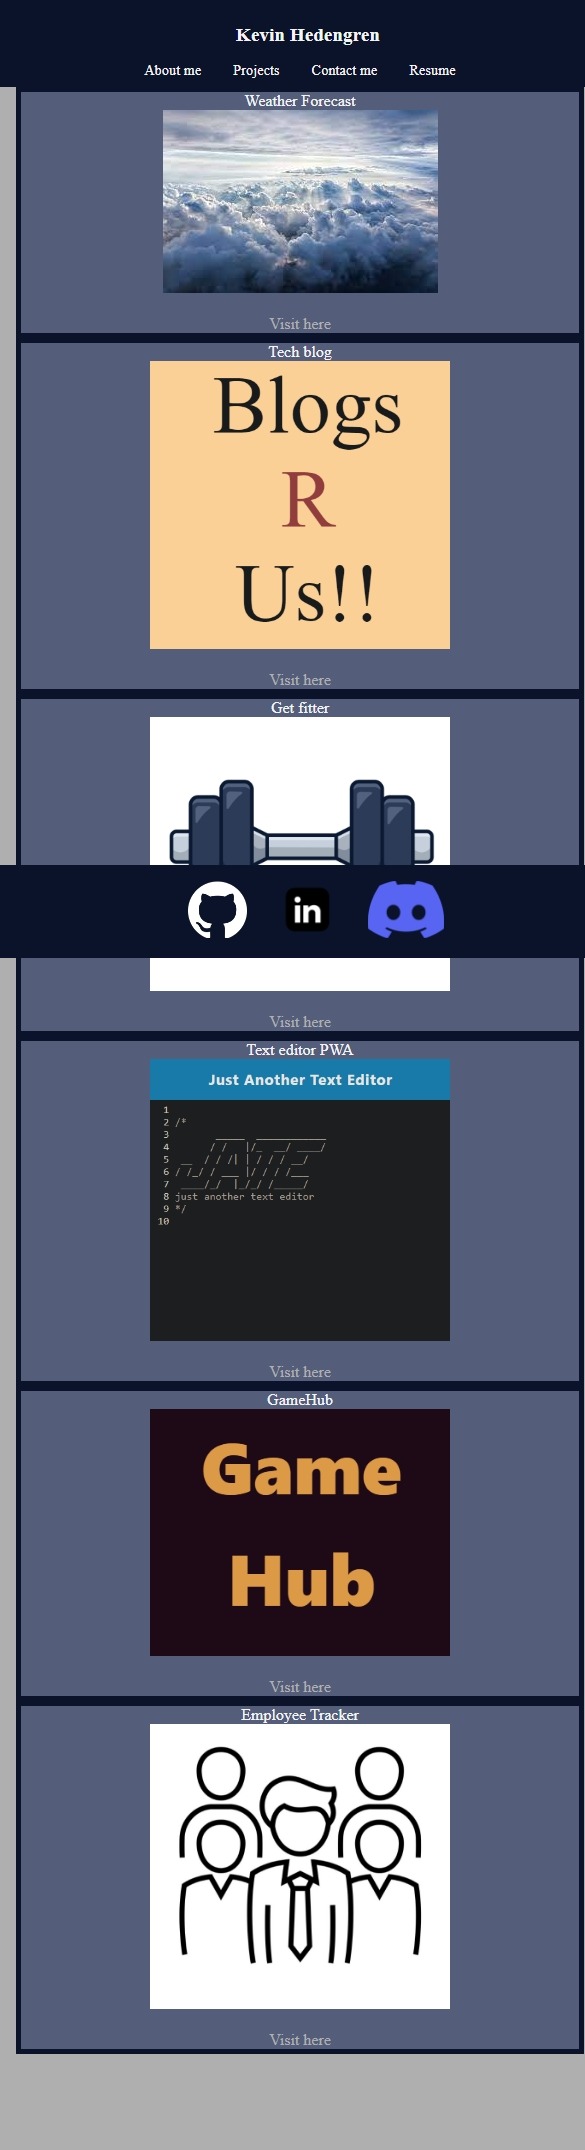 Kevin Hedengren
About me Projects Contact me Resume
Weather Forecast
Visit here
Tech blog
Blogs
R
Us!!
Visit here
Get fitter
in
Visit here
Text editor PWA
Just Another Text Editor
1
2 /*
3
4
5
6
7
8 just another text editor
9 */
10
Visit here
GameHub
Game
Hub
Visit here
Employee Tracker
Visit here